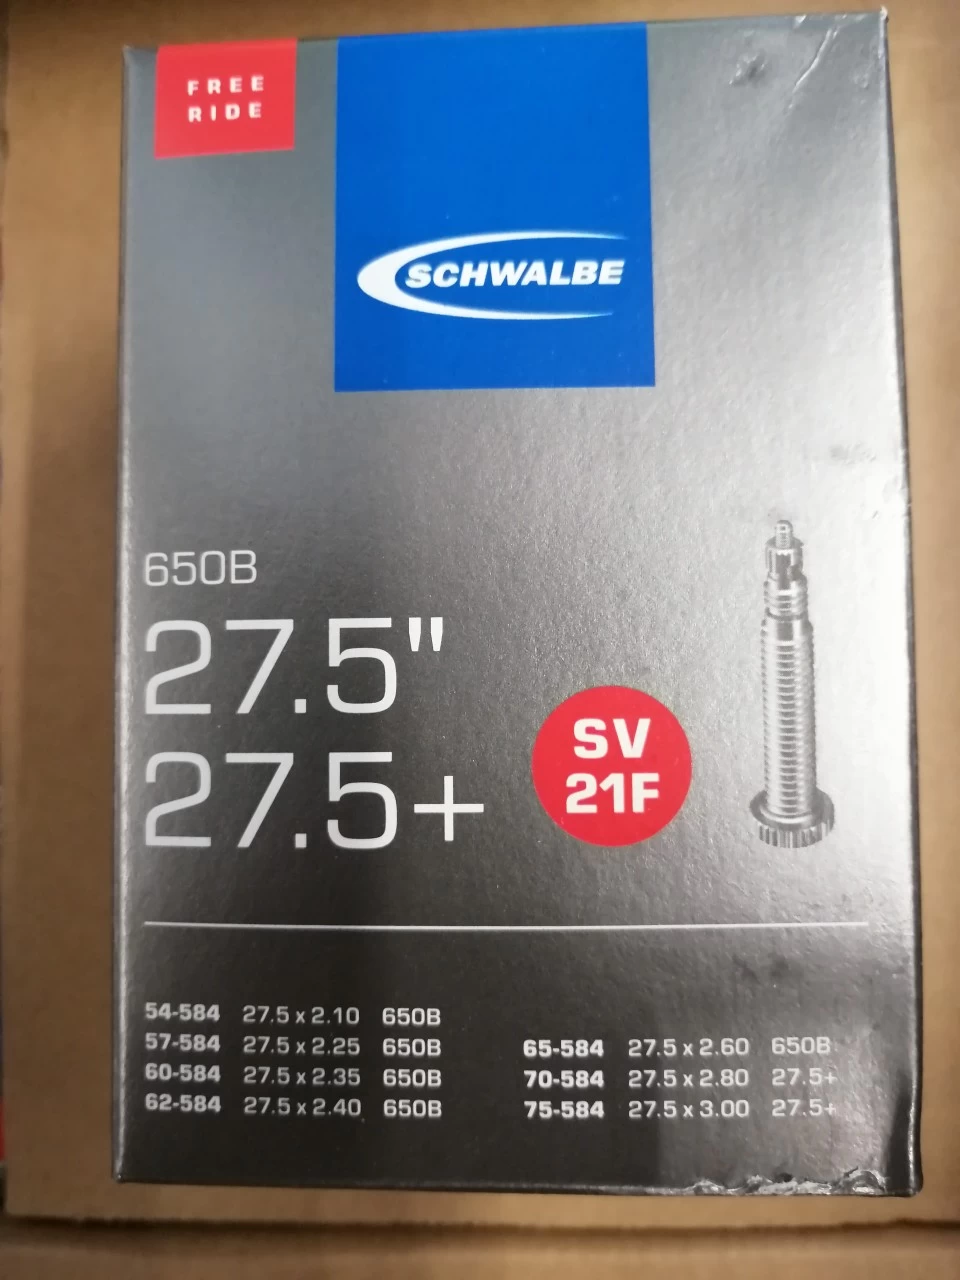 FREE
RIDE
SCHWALBE
650B
27.5"
27.5+
SV
21F
54-584 27.5 x 2.10 650B
57-584 27.5 x 2.25 650B
60-584 27.5 x 2.35 650B
62-584 27.5 x 2.40 650B
65-584 27.5 x 2.60 650B
70-584 27.5 x 2.80 27.5+
75-584 27.5 x 3.00 27.5+